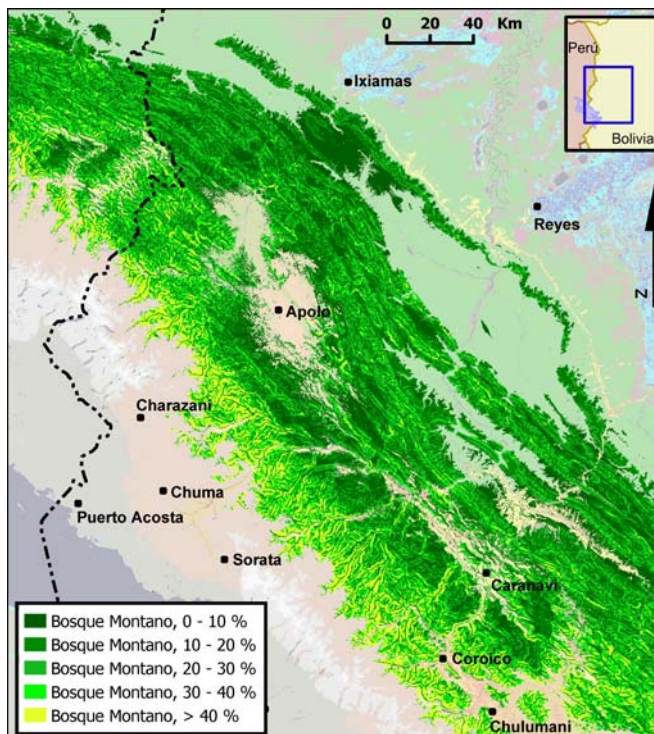 0 20 40 Km
Perú
Bolivia
Ixiamas
Reyes
N
Apolo
Charazani
Chuma
Puerto Acosta
Sorata
Caranavi
Coroico
Chulumani
Bosque Montano, 0 - 10 %
Bosque Montano, 10 - 20 %
Bosque Montano, 20 - 30 %
Bosque Montano, 30 - 40 %
Bosque Montano, > 40 %